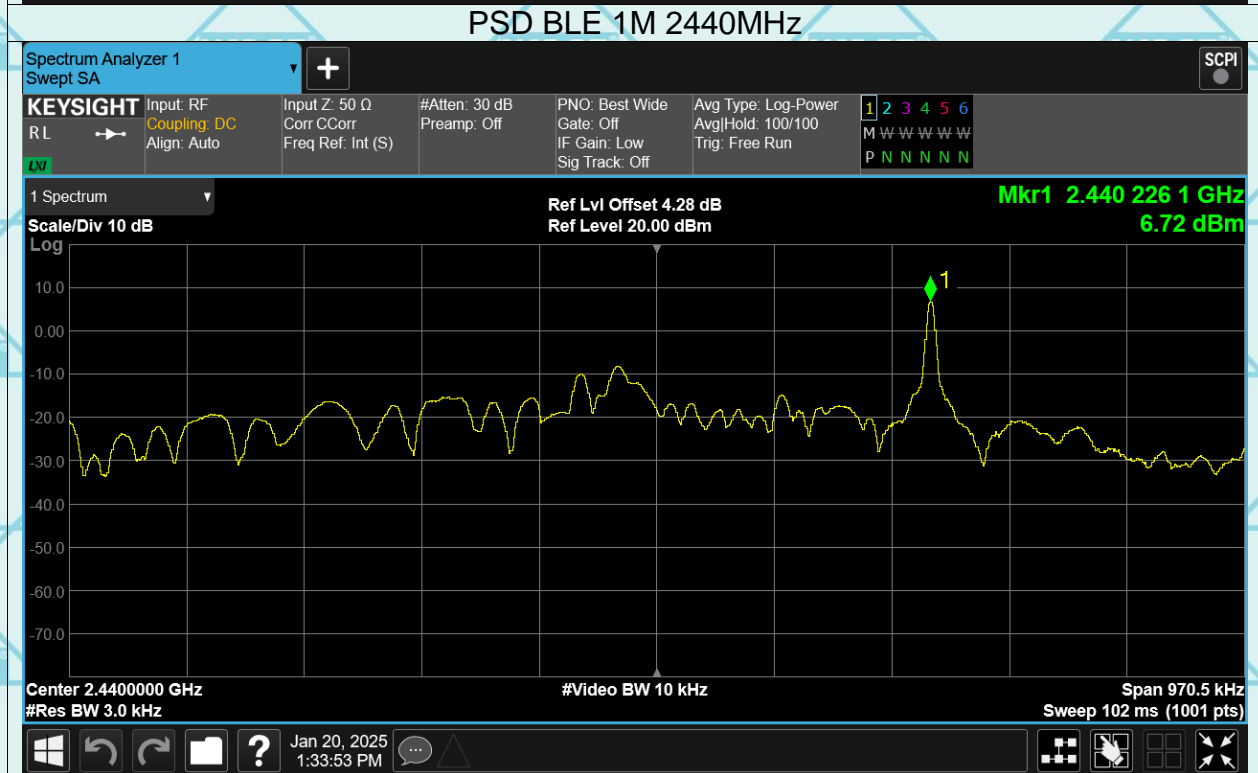 PSD BLE 1M 2440MHz
Spectrum Analyzer 1
Swept SA
+
SCPI
KEYSIGHT
R L
LXI
Input: RF
Coupling: DC
Align: Auto
Input Z: 50 Ω
Corr CCorr
Freq Ref: Int (S)
#Atten: 30 dB
Preamp: Off
PNO: Best Wide
Gate: Off
IF Gain: Low
Sig Track: Off
Avg Type: Log-Power
Avg|Hold: 100/100
Trig: Free Run
1 2 3 4 5 6
M W W W W W
P N N N N N
1 Spectrum
Scale/Div 10 dB
Ref Lvl Offset 4.28 dB
Ref Level 20.00 dBm
Mkr1 2.440 226 1 GHz
6.72 dBm
Log
1
10.0
0.00
-10.0
-20.0
-30.0
-40.0
-50.0
-60.0
-70.0
Center 2.4400000 GHz
#Res BW 3.0 kHz
#Video BW 10 kHz
Span 970.5 kHz
Sweep 102 ms (1001 pts)
?
Jan 20, 2025
1:33:53 PM